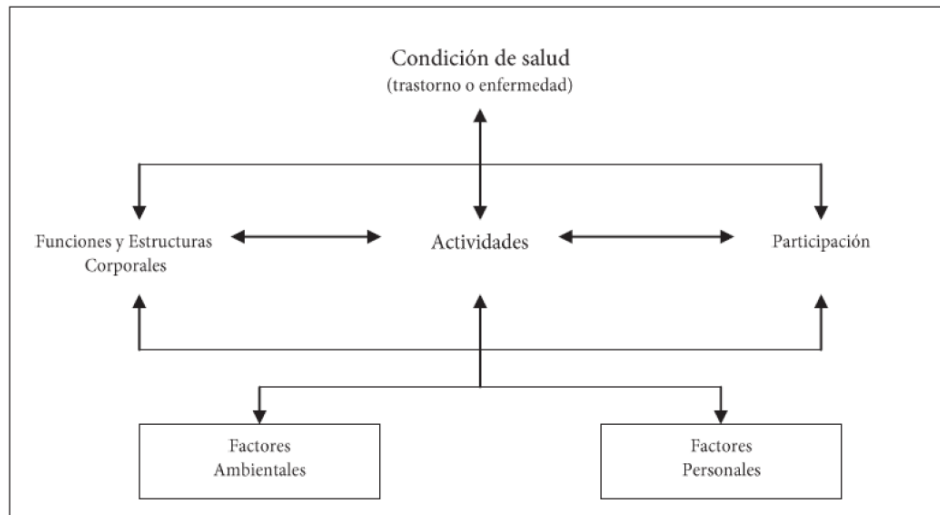 Condición de salud
(trastorno o enfermedad)
Funciones y Estructuras
Corporales
Actividades
Participación
Factores
Ambientales
Factores
Personales